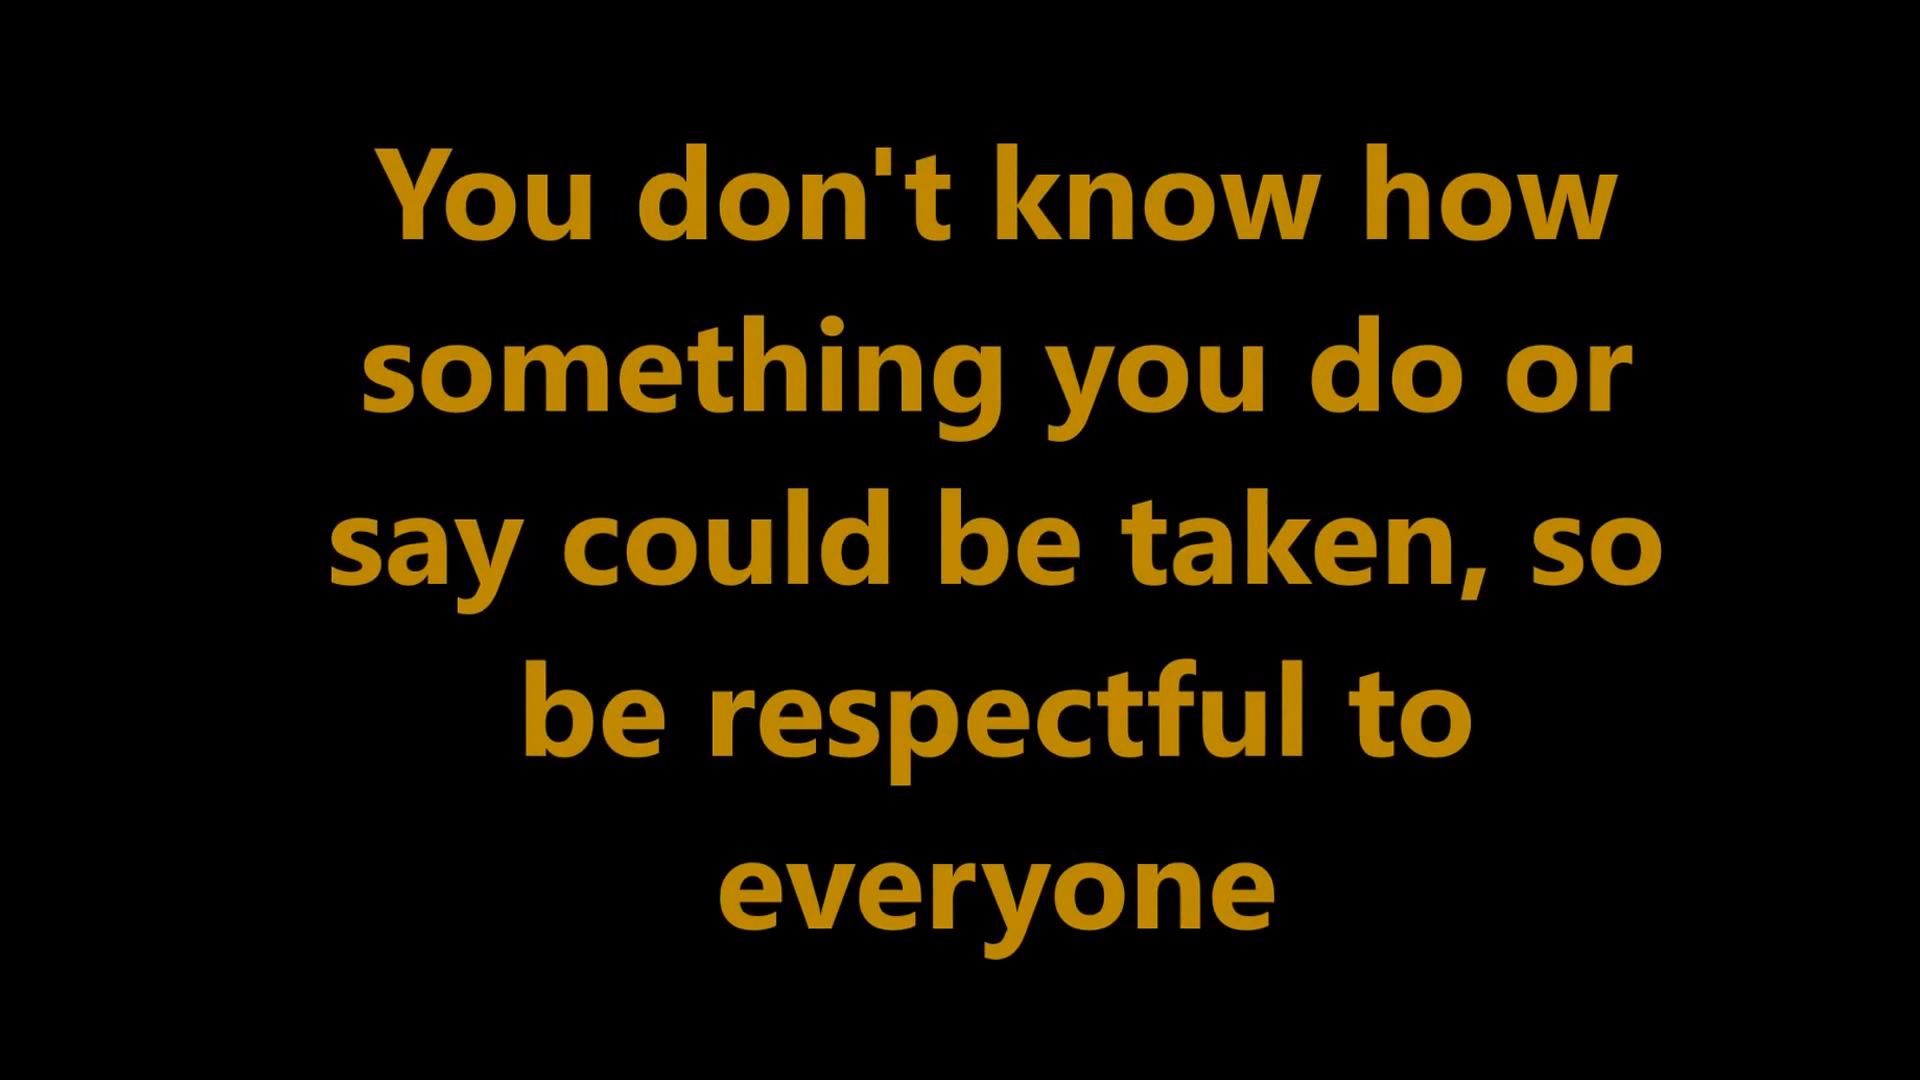 You don't know how
something you do or
say could be taken, so
be respectful to
everyone